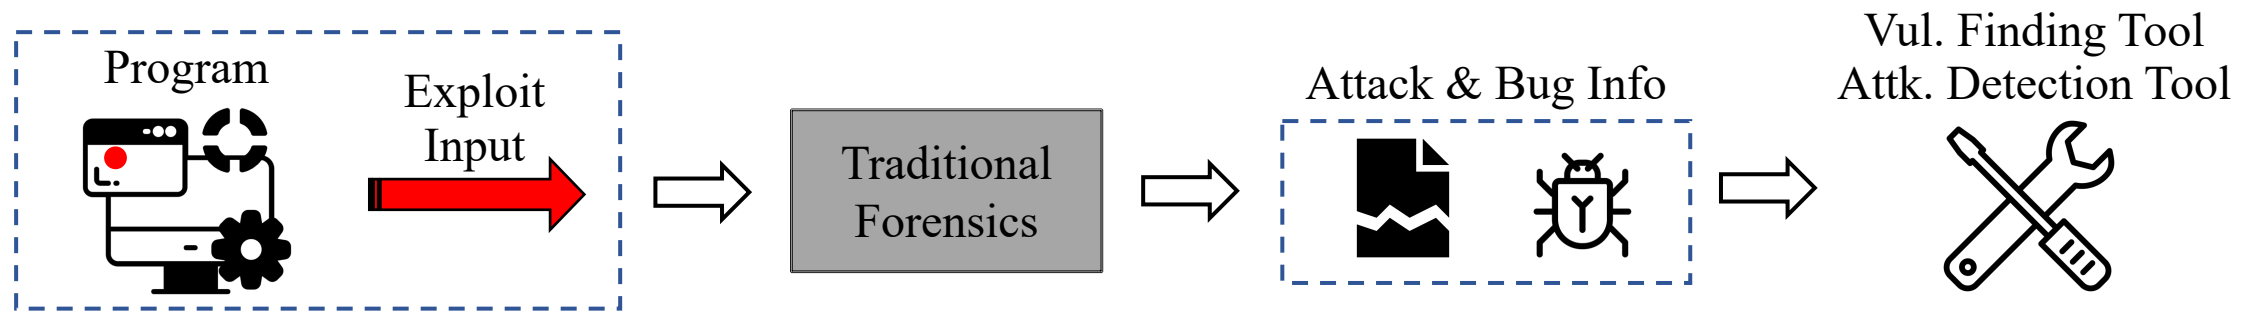 Program
Exploit
Input
Traditional
Forensics
Attack & Bug Info
Vul. Finding Tool
Attk. Detection Tool